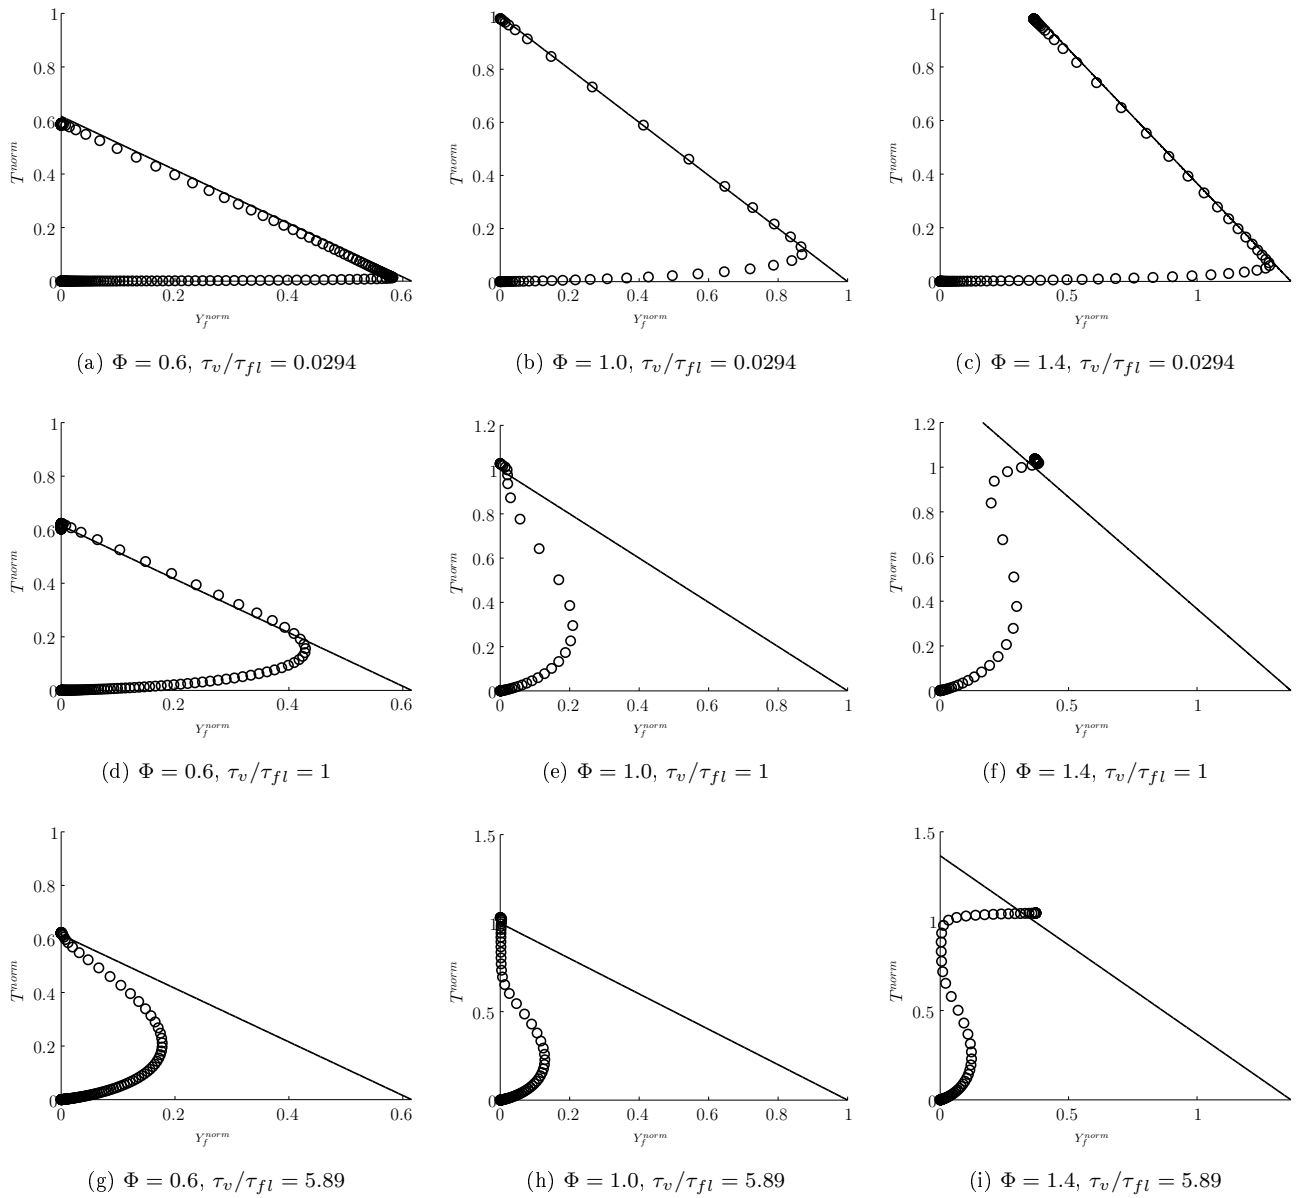 1
0.8
0.6
0.4
0.2
0
T^{norm}
0 0.2 0.4 0.6
Y_f^{norm}
(a) Φ = 0.6, τ_v/τ_{fl} = 0.0294
1
0.8
0.6
0.4
0.2
0
T^{norm}
0 0.2 0.4 0.6 0.8 1
Y_f^{norm}
(b) Φ = 1.0, τ_v/τ_{fl} = 0.0294
1
0.8
0.6
0.4
0.2
0
T^{norm}
0 0.5 1
Y_f^{norm}
(c) Φ = 1.4, τ_v/τ_{fl} = 0.0294
1
0.8
0.6
0.4
0.2
0
T^{norm}
0 0.2 0.4 0.6
Y_f^{norm}
(d) Φ = 0.6, τ_v/τ_{fl} = 1
1.2
1
0.8
0.6
0.4
0.2
0
T^{norm}
0 0.2 0.4 0.6 0.8 1
Y_f^{norm}
(e) Φ = 1.0, τ_v/τ_{fl} = 1
1.2
1
0.8
0.6
0.4
0.2
0
T^{norm}
0 0.5 1
Y_f^{norm}
(f) Φ = 1.4, τ_v/τ_{fl} = 1
1
0.8
0.6
0.4
0.2
0
T^{norm}
0 0.2 0.4 0.6
Y_f^{norm}
(g) Φ = 0.6, τ_v/τ_{fl} = 5.89
1.5
1
0.5
0
T^{norm}
0 0.2 0.4 0.6 0.8 1
Y_f^{norm}
(h) Φ = 1.0, τ_v/τ_{fl} = 5.89
1.5
1
0.5
0
T^{norm}
0 0.5 1
Y_f^{norm}
(i) Φ = 1.4, τ_v/τ_{fl} = 5.89